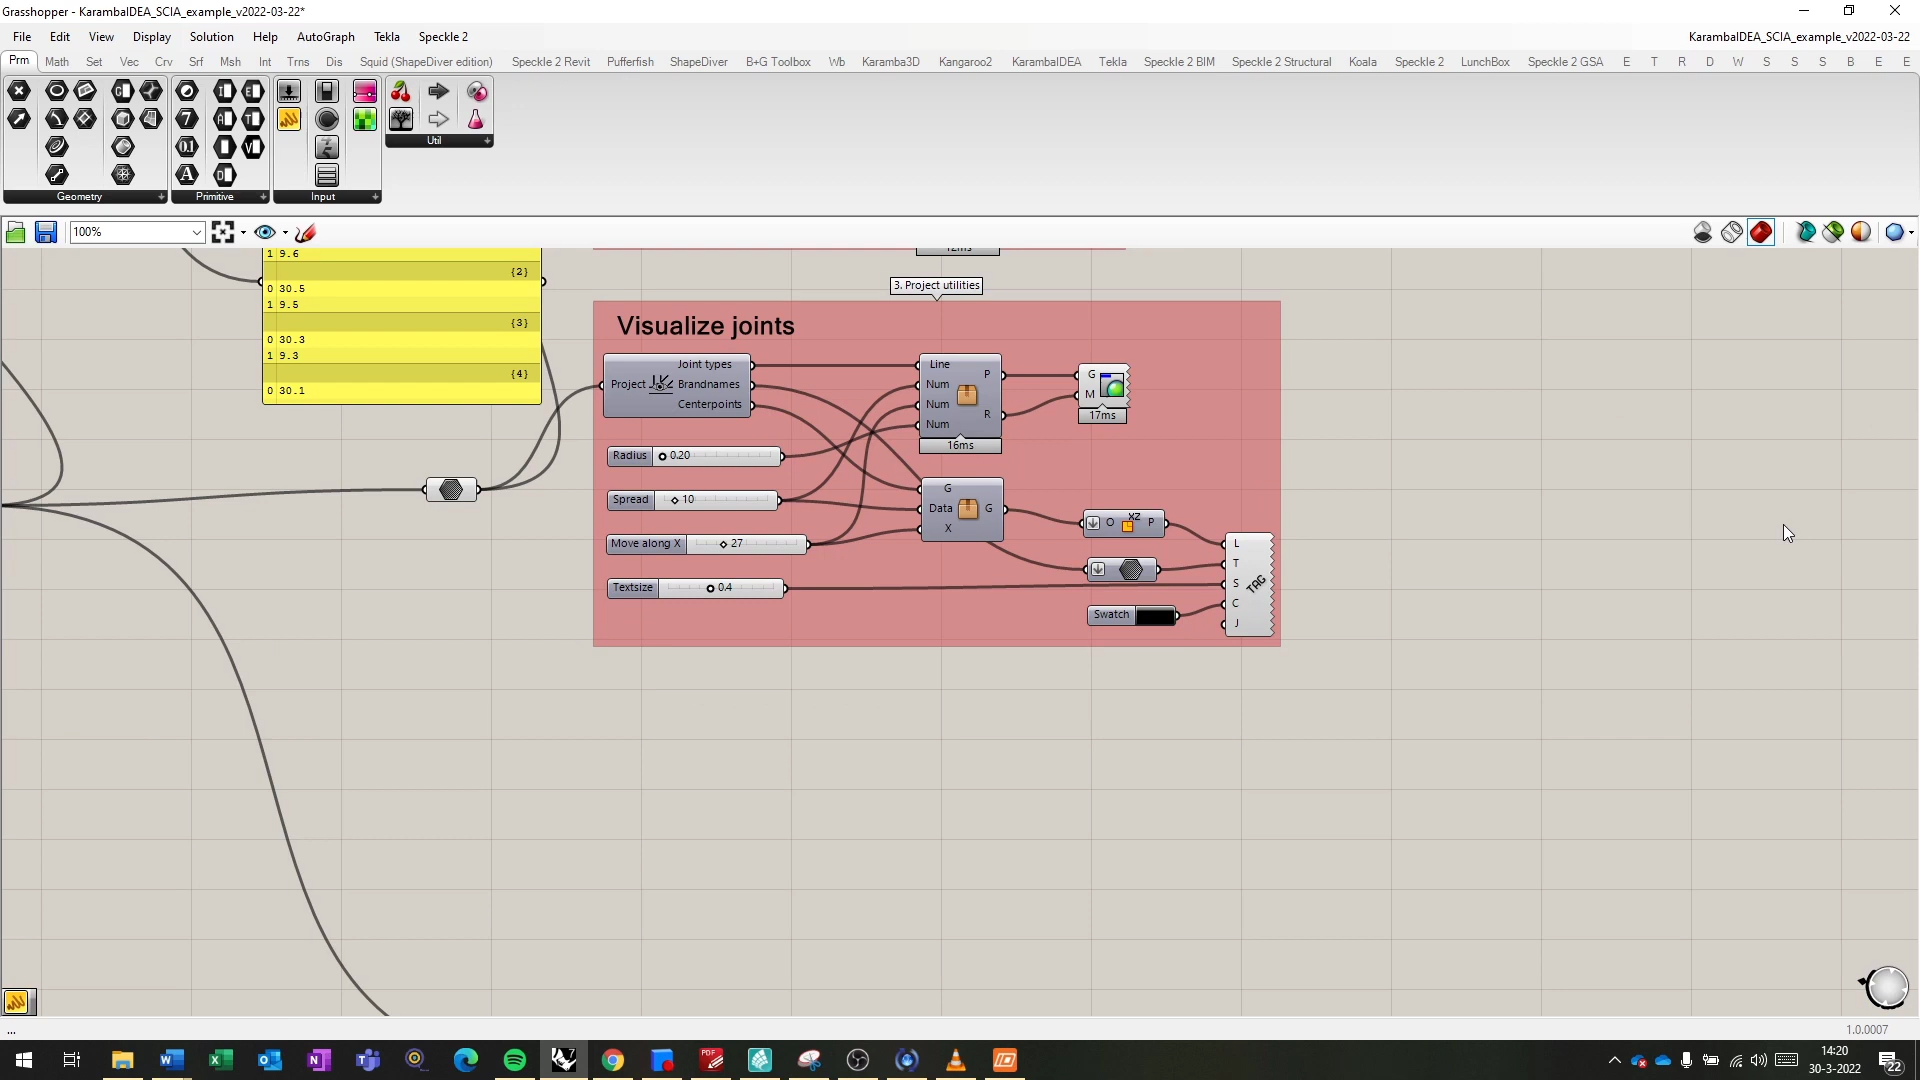 Grasshopper - KarambaIDEA_SCIA_example_v2022-03-22*
File Edit View Display Solution Help AutoGraph Tekla Speckle 2
KarambaIDEA_SCIA_example_v2022-03-22
Prm Math Set Vec Crv Srf Msh Int Trns Dis Squid (ShapeDiver edition) Speckle 2 Revit Pufferfish ShapeDiver B+G Toolbox Wb Karamba3D Kangaroo2 KarambaIDEA Tekla Speckle 2 BIM Speckle 2 Structural Koala Speckle 2 LunchBox Speckle 2 GSA E T R D W S S S B E E
Util
Geometry
Primitive
Input
100%
1 9.6
{2}
0 30.5
1 9.5
{3}
0 30.3
1 9.3
{4}
0 30.1
12ms
3. Project utilities
Visualize joints
Project
Joint types
Brandnames
Centerpoints
Line
Num
Num
Num
P
R
16ms
G
M
17ms
Radius 0.20
Spread 10
Move along X 27
Textsize 0.4
G
Data
X
G
O XZ P
Swatch
L
T
S
C
J
TAG
...
1.0.0007
14:20
30-3-2022
22